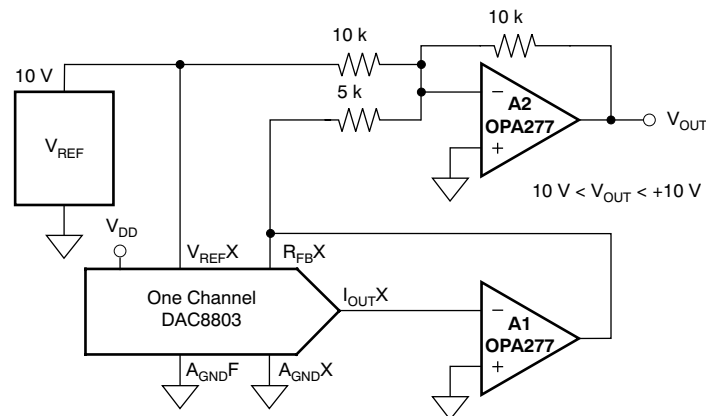 10 k
10 k
10 V
5 k
A2
OPA277
V_OUT
V_REF
10 V < V_OUT < +10 V
V_DD
V_REFX
R_FBX
One Channel
DAC8803
I_OUTX
A1
OPA277
A_GNDF
A_GNDX
−
+
−
+